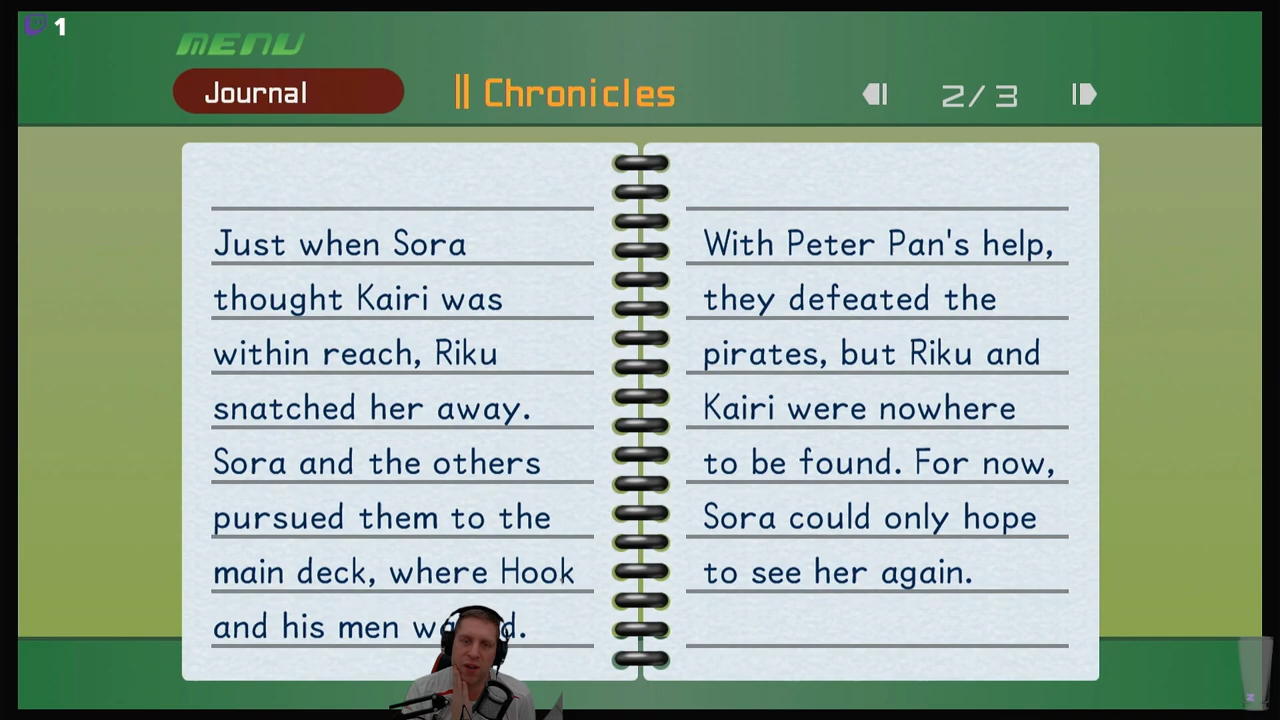 1
MENU
Journal
Chronicles
2/3
Just when Sora
thought Kairi was
within reach, Riku
snatched her away.
Sora and the others
pursued them to the
main deck, where Hook
and his men
With Peter Pan's help,
they defeated the
pirates, but Riku and
Kairi were nowhere
to be found. For now,
Sora could only hope
to see her again.